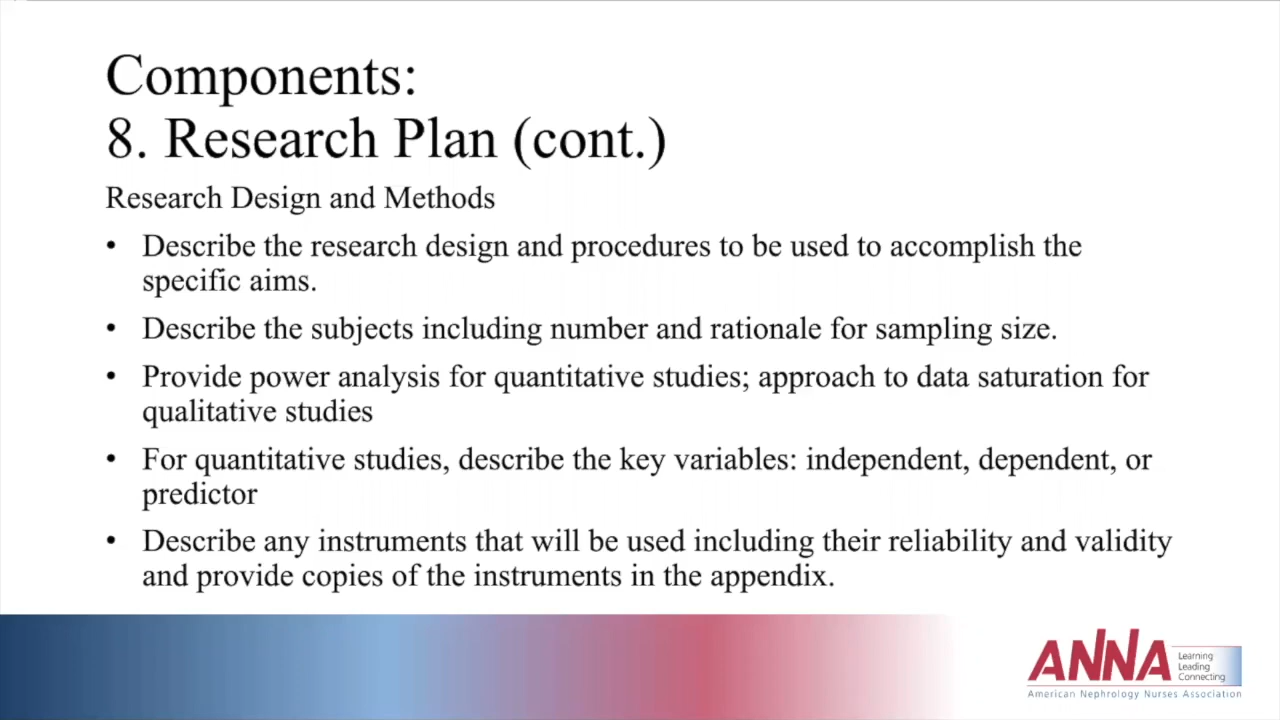 Components:
8. Research Plan (cont.)
Research Design and Methods
• Describe the research design and procedures to be used to accomplish the
specific aims.
• Describe the subjects including number and rationale for sampling size.
• Provide power analysis for quantitative studies; approach to data saturation for
qualitative studies
• For quantitative studies, describe the key variables: independent, dependent, or
predictor
• Describe any instruments that will be used including their reliability and validity
and provide copies of the instruments in the appendix.
ANNA
Learning
Leading
Connecting
American Nephrology Nurses Association